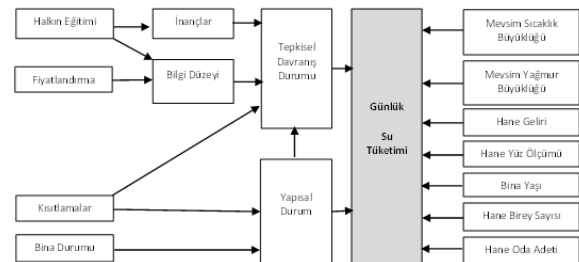 Halkın Eğitimi
Fiyatlandırma
Kısıtlamalar
Bina Durumu
İnançlar
Bilgi Düzeyi
Tepkisel
Davranış
Durumu
Yapısal
Durum
Günlük
Su
Tüketimi
Mevsim Sıcaklık
Büyüklüğü
Mevsim Yağmur
Büyüklüğü
Hane Geliri
Hane Yüz Ölçümü
Bina Yaşı
Hane Birey Sayısı
Hane Oda Adeti